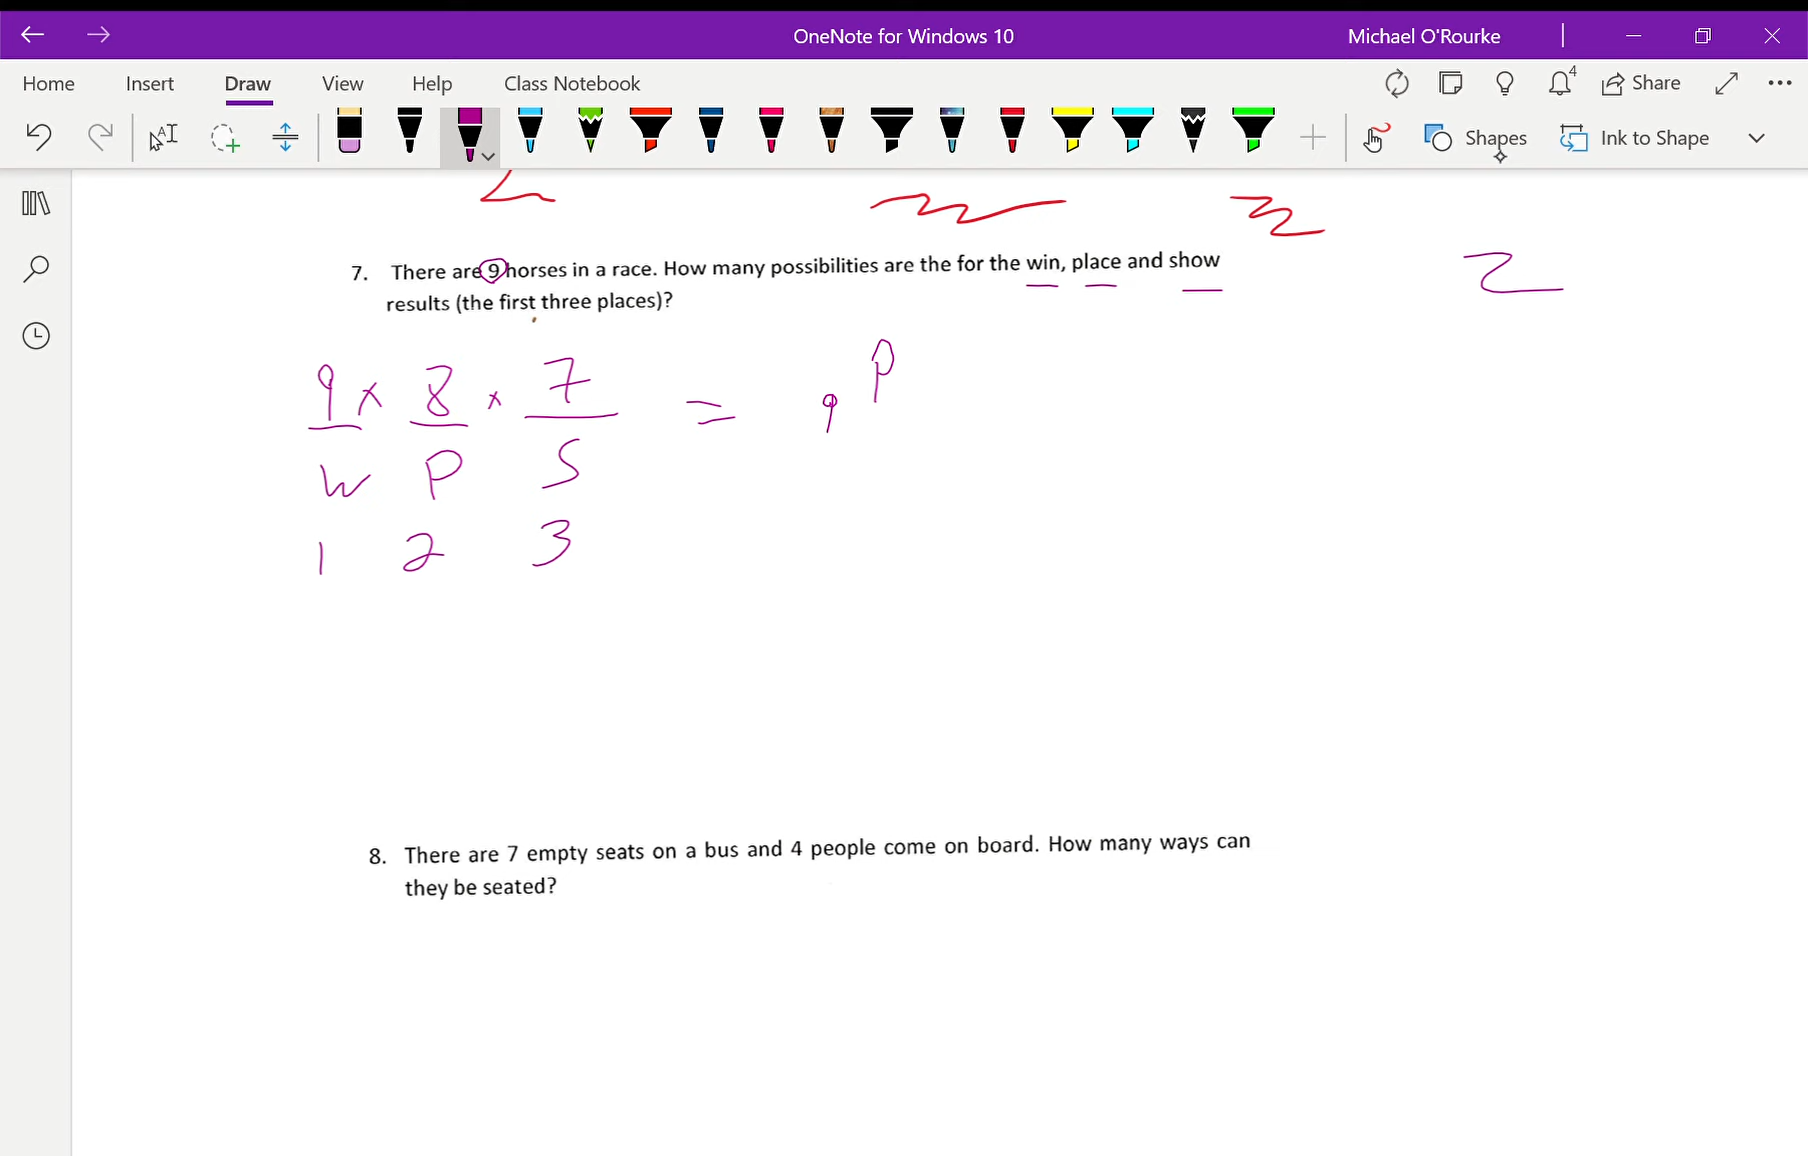 OneNote for Windows 10
Michael O'Rourke
Home Insert Draw View Help Class Notebook
4 Share
Shapes Ink to Shape
7. There are 9 horses in a race. How many possibilities are the for the win, place and show
results (the first three places)?
9 x 8 x 7 = 9 P
W P S
1 2 3
8. There are 7 empty seats on a bus and 4 people come on board. How many ways can
they be seated?